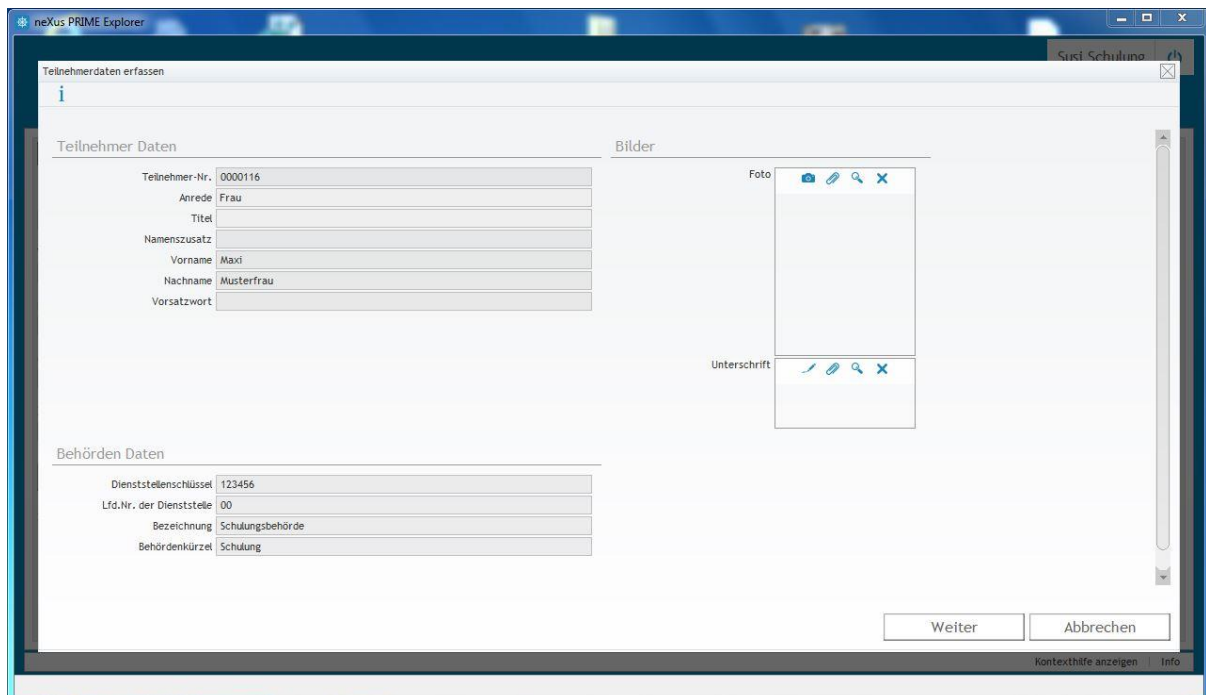 neXus PRIME Explorer
Susi Schulung
Teilnehmerdaten erfassen
i
Teilnehmer Daten
Teilnehmer-Nr. 0000116
Anrede Frau
Titel
Namenszusatz
Vorname Maxi
Nachname Musterfrau
Vorsatzwort
Bilder
Foto
Unterschrift
Behörden Daten
Dienststellenschlüssel 123456
Lfd.Nr. der Dienststelle 00
Bezeichnung Schulungsbehörde
Behördenkürzel Schulung
Weiter
Abbrechen
Kontexthilfe anzeigen
Info